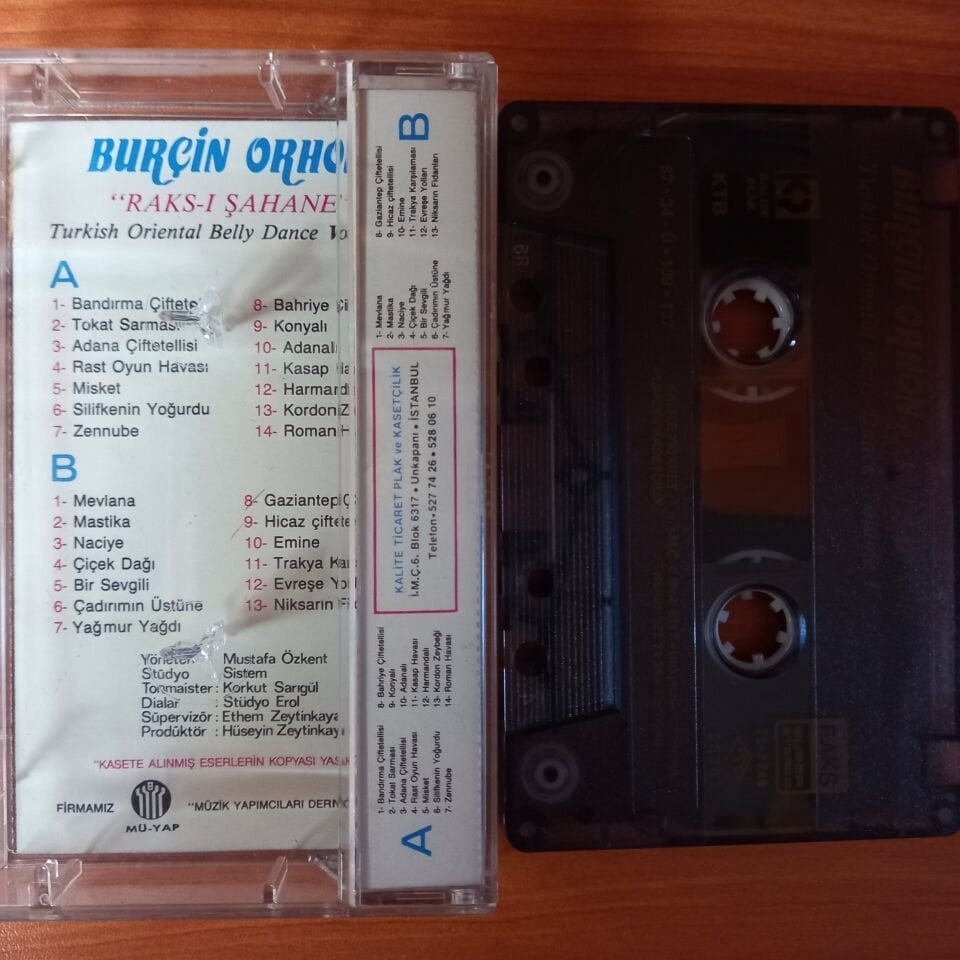 BURÇİN ORHO
"RAKS-I ŞAHANE"
Turkish Oriental Belly Dance Vo
A
1- Bandırma Çiftete
2- Tokat Sarması
3- Adana Çiftetellisi
4- Rast Oyun Havası
5- Misket
6- Silifkenin Yoğurdu
7- Zennube
8- Bahriye Çi
9- Konyalı
10- Adanalı
11- Kasap Ha
12- Harmand
13- Kordon Z
14- Roman H
B
1- Mevlana
2- Mastika
3- Naciye
4- Çiçek Dağı
5- Bir Sevgili
6- Çadırımın Üstüne
7- Yağmur Yağdı
8- Gaziantep Ç
9- Hicaz çiftete
10- Emine
11- Trakya Kar
12- Evreşe Yol
13- Niksarın Fi
Yöneten Mustafa Özkent
Stüdyo Sistem
Tonmaister : Korkut Sarıgül
Dialar : Stüdyo Erol
Süpervizör : Ethem Zeytinkaya
Prodüktör : Hüseyin Zeytinkay
"KASETE ALINMIŞ ESERLERİN KOPYASI YASAK
FİRMAMIZ
MÜ-YAP
"MÜZİK YAPIMCILARI DERN
A
1- Bandırma Çiftetellisi
2- Tokat Sarması
3- Adana Çiftetellisi
4- Rast Oyun Havası
5- Misket
6- Silifkenin Yoğurdu
7- Zennube
8- Bahriye Çiftetellisi
9- Konyalı
10- Adanalı
11- Kasap Havası
12- Harmandalı
13- Kordon Zeybeği
14- Roman Havası
KALİTE TİCARET PLAK ve KASETÇİLİK
İ.M.Ç.6. Blok 6317 • Unkapanı • İSTANBUL
Telefon • 527 74 26 • 528 06 10
1- Mevlana
2- Mastika
3- Naciye
4- Çiçek Dağı
5- Bir Sevgili
6- Çadırımın Üstüne
7- Yağmur Yağdı
8- Gaziantep Çiftetellisi
9- Hicaz çiftetellisi
10- Emine
11- Trakya Karşılaması
12- Evreşe Yolları
13- Niksarın Fidanları
B
KTB